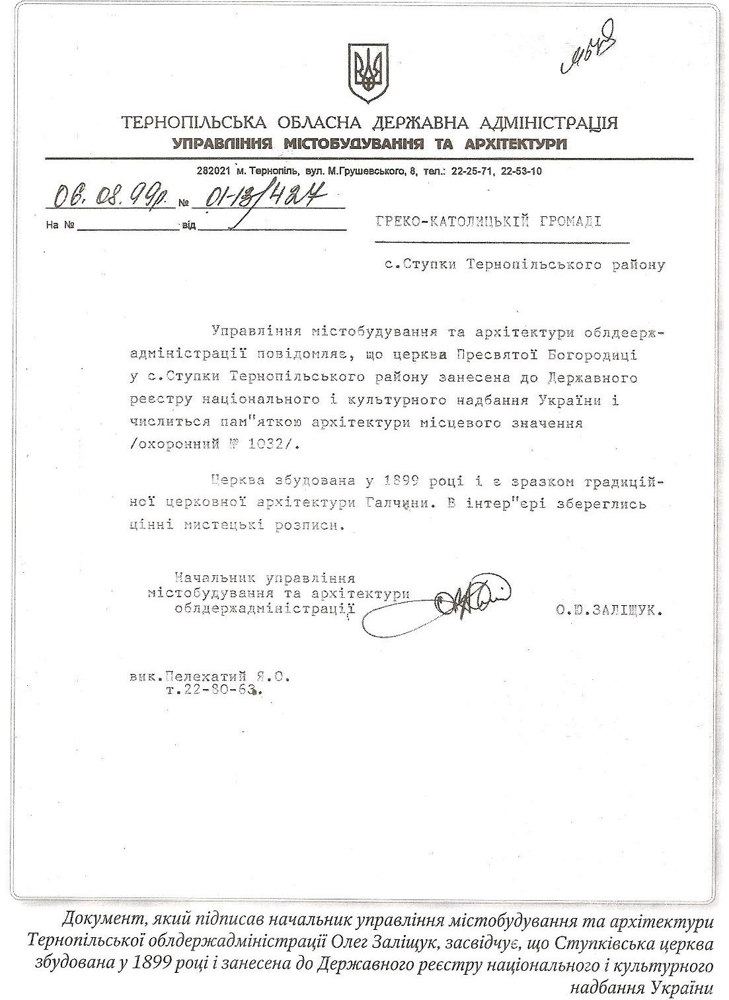 ТЕРНОПІЛЬСЬКА ОБЛАСНА ДЕРЖАВНА АДМІНІСТРАЦІЯ
УПРАВЛІННЯ МІСТОБУДУВАННЯ ТА АРХІТЕКТУРИ
282021 м. Тернопіль, вул. М.Грушевського, 8, тел.: 22-25-71, 22-53-10
06.08.99р. № 01-13/427
На № від
ГРЕКО-КАТОЛИЦЬКІЙ ГРОМАДІ
с.Ступки Тернопільського району
Управління містобудування та архітектури облдеерж-
адміністрації повідомляє, що церква Пресвятої Богородиці
у с.Ступки Тернопільського району занесена до Державного
реєстру національного і культурного надбання України і
числиться пам"яткою архітектури місцевого значення
/охоронний № 1032/.
Церква збудована у 1899 році і є зразком традицій-
ної церковної архітектури Галчини. В інтер"єрі збереглись
цінні мистецькі розписи.
Начальник управління
містобудування та архітектури
облдержадміністрації О.Ю.ЗАЛІЩУК.
вик.Пелехатий Я.О.
т.22-80-63.
Документ, який підписав начальник управління містобудування та архітектури
Тернопільської облдержадміністрації Олег Заліщук, засвідчує, що Ступківська церква
збудована у 1899 році і занесена до Державного реєстру національного і культурного
надбання України